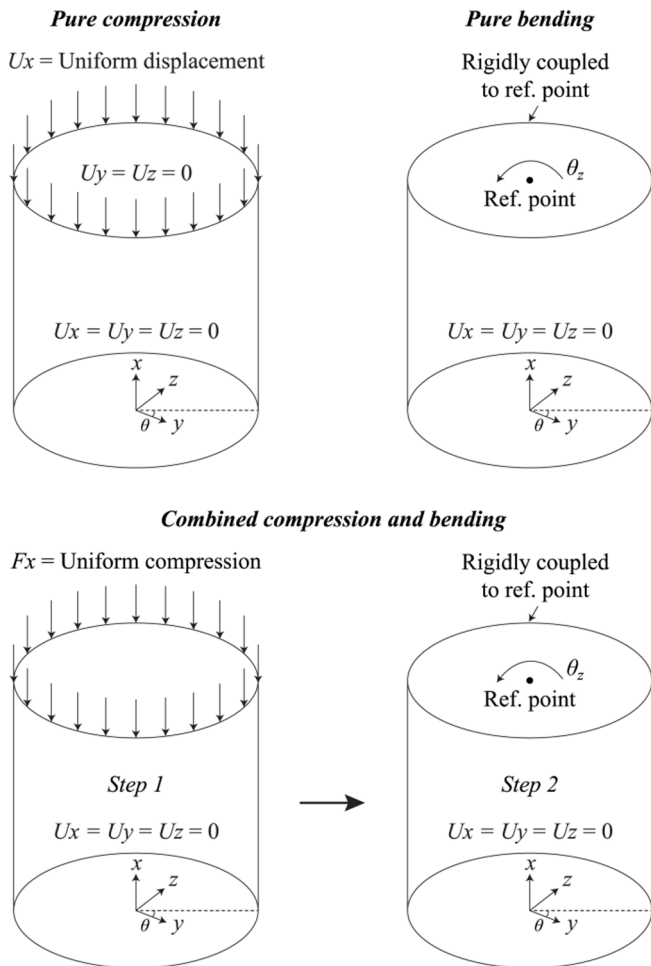 Pure compression
Ux = Uniform displacement
Uy = Uz = 0
Ux = Uy = Uz = 0
x
z
θ
y
Pure bending
Rigidly coupled
to ref. point
θz
Ref. point
Ux = Uy = Uz = 0
x
z
θ
y
Combined compression and bending
Fx = Uniform compression
Step 1
Ux = Uy = Uz = 0
x
z
θ
y
Rigidly coupled
to ref. point
θz
Ref. point
Step 2
Ux = Uy = Uz = 0
x
z
θ
y